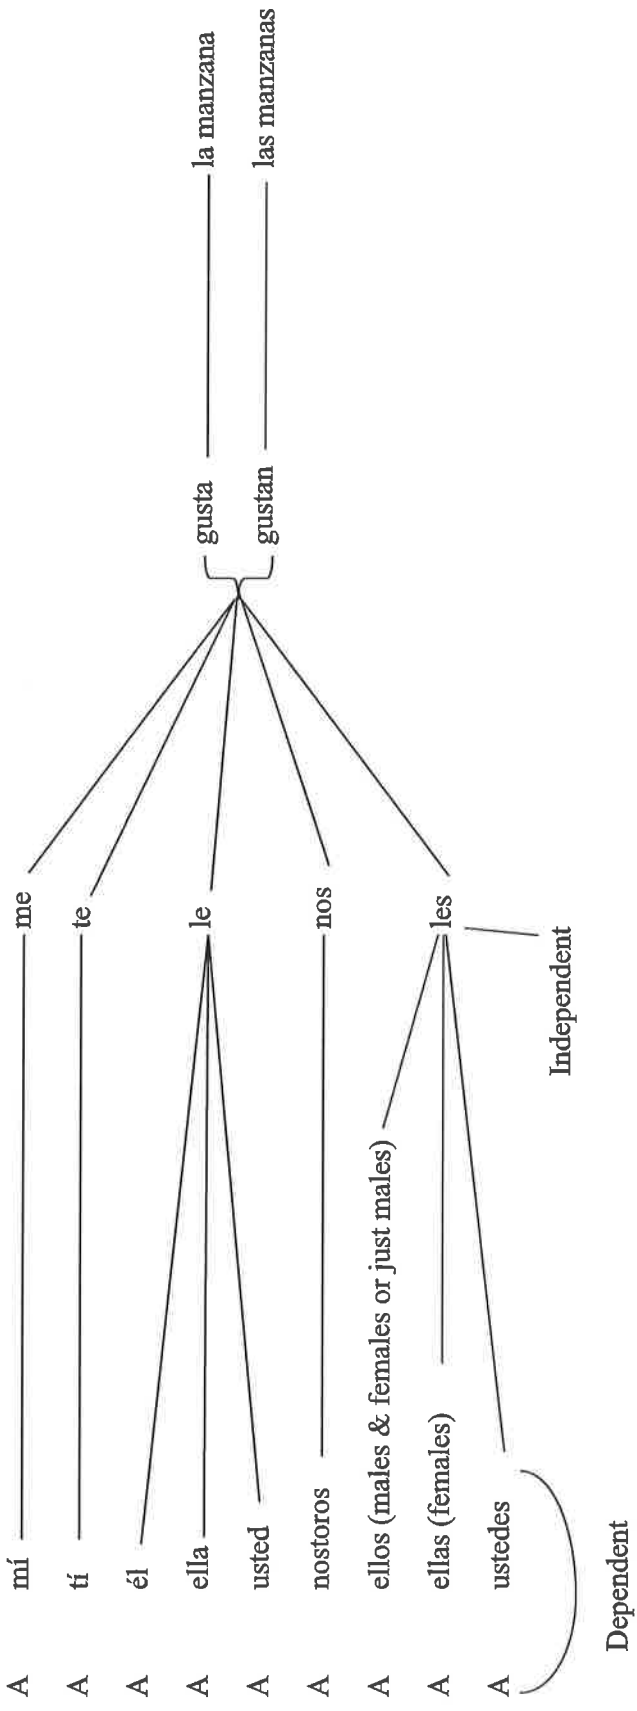 A mí me
A tí te
A él
A ella le gusta la manzana
A usted gustan las manzanas
A nostoros nos
A ellos (males & females or just males)
A ellas (females) les
A ustedes
Dependent Independent